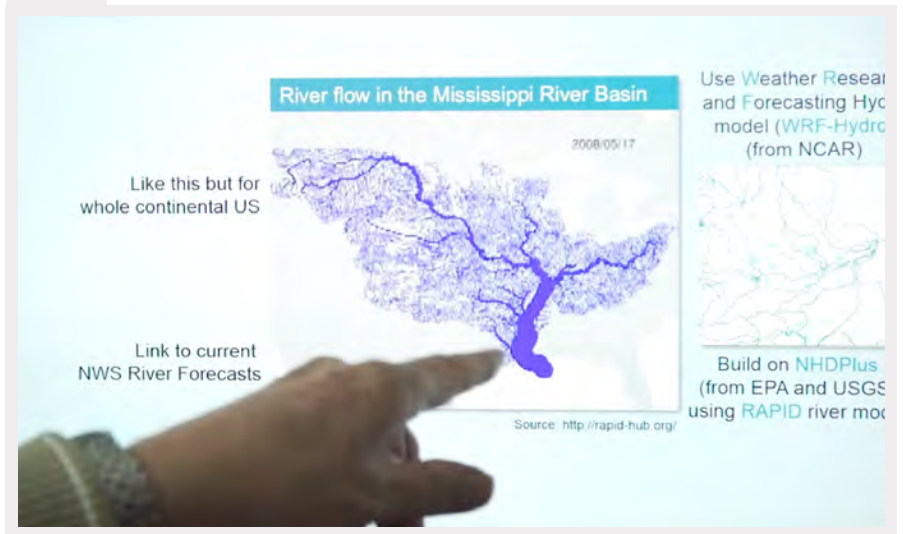 River flow in the Mississippi River Basin
2008/05/17
Like this but for
whole continental US
Link to current
NWS River Forecasts
Source: http://rapid-hub.org/
Use Weather Resear
and Forecasting Hyd
model (WRF-Hydro
(from NCAR)
Build on NHDPlus
(from EPA and USGS
using RAPID river mod